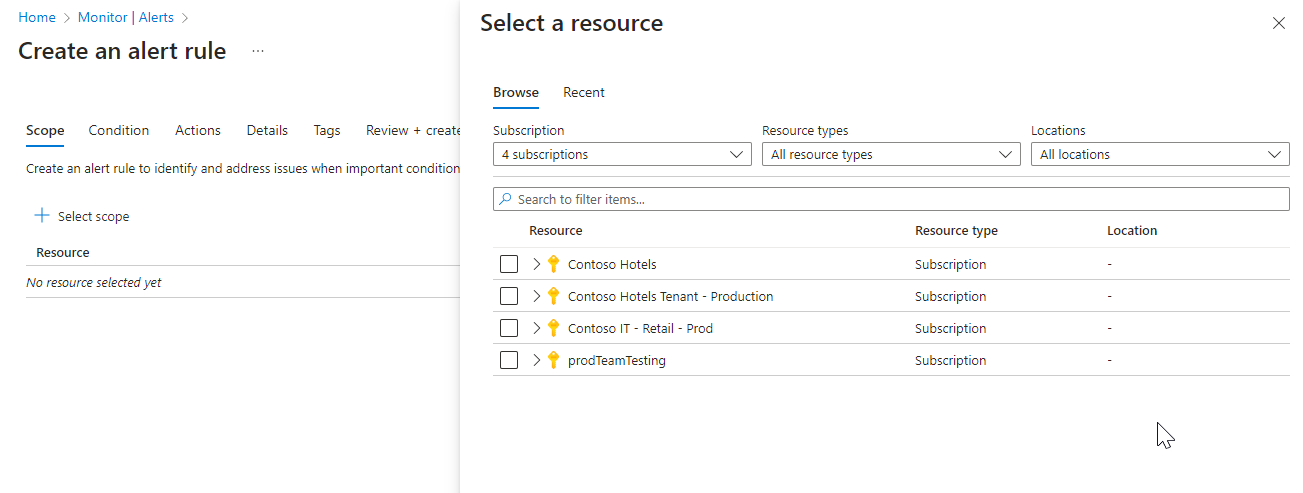 Home > Monitor | Alerts >
Create an alert rule ...
Scope Condition Actions Details Tags Review + create
Create an alert rule to identify and address issues when important condition
+ Select scope
Resource
No resource selected yet
Select a resource
Browse Recent
Subscription Resource types Locations
4 subscriptions All resource types All locations
Search to filter items...
Resource Resource type Location
Contoso Hotels Subscription -
Contoso Hotels Tenant - Production Subscription -
Contoso IT - Retail - Prod Subscription -
prodTeamTesting Subscription -